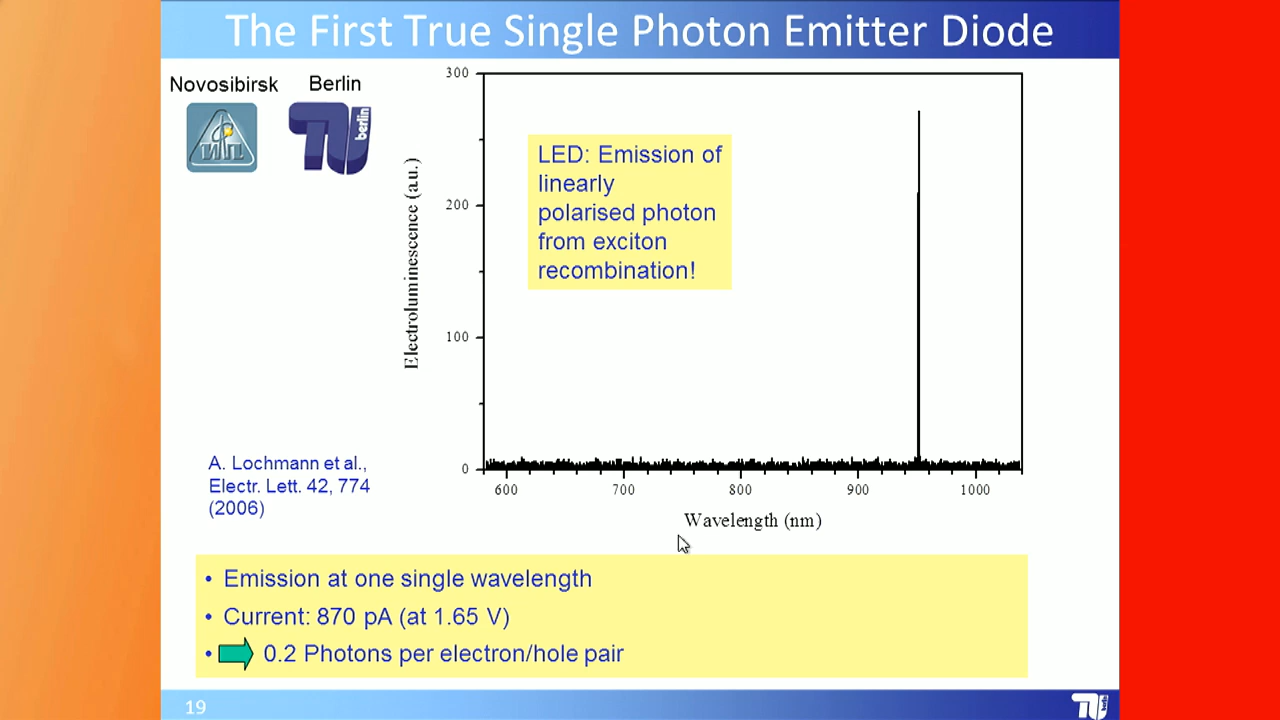 The First True Single Photon Emitter Diode
Novosibirsk
Berlin
ИФП
berlin
300
200
100
0
Electroluminescence (a.u.)
LED: Emission of
linearly
polarised photon
from exciton
recombination!
600 700 800 900 1000
Wavelength (nm)
A. Lochmann et al.,
Electr. Lett. 42, 774
(2006)
• Emission at one single wavelength
• Current: 870 pA (at 1.65 V)
• 0.2 Photons per electron/hole pair
19
berlin